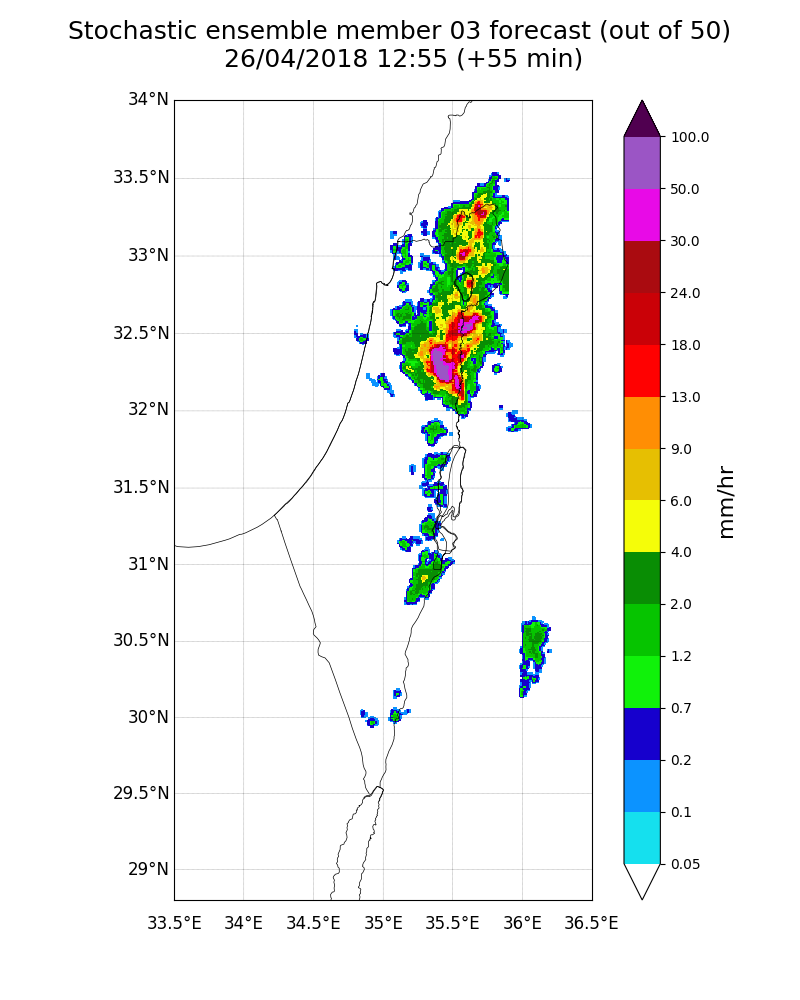 Stochastic ensemble member 03 forecast (out of 50)
26/04/2018 12:55 (+55 min)
34°N
33.5°N
33°N
32.5°N
32°N
31.5°N
31°N
30.5°N
30°N
29.5°N
29°N
33.5°E 34°E 34.5°E 35°E 35.5°E 36°E 36.5°E
100.0
50.0
30.0
24.0
18.0
13.0
9.0
6.0
4.0
2.0
1.2
0.7
0.2
0.1
0.05
mm/hr